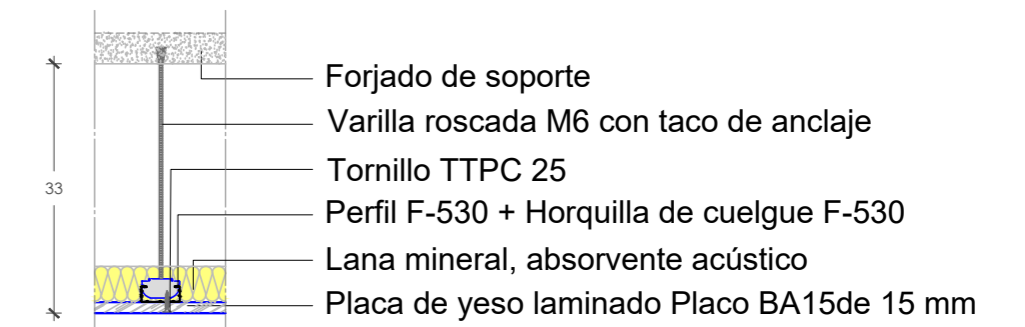 Forjado de soporte
Varilla roscada M6 con taco de anclaje
Tornillo TTPC 25
33
Perfil F-530 + Horquilla de cuelgue F-530
Lana mineral, absorvente acústico
Placa de yeso laminado Placo BA15de 15 mm